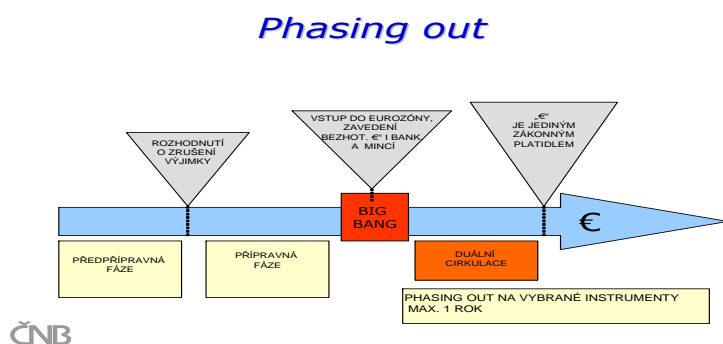 Phasing out
ROZHODNUTÍ
O ZRUŠENÍ
VÝJIMKY
VSTUP DO EUROZÓNY,
ZAVEDENÍ
BEZHOT. €“ I BANK.
A MINCÍ
„€“
JE JEDINÝM
ZÁKONNÝM
PLATIDLEM
BIG
BANG
€
PŘEDPŘÍPRAVNÁ
FÁZE
PŘÍPRAVNÁ
FÁZE
DUÁLNÍ
CIRKULACE
PHASING OUT NA VYBRANÉ INSTRUMENTY
MAX. 1 ROK
ČNB